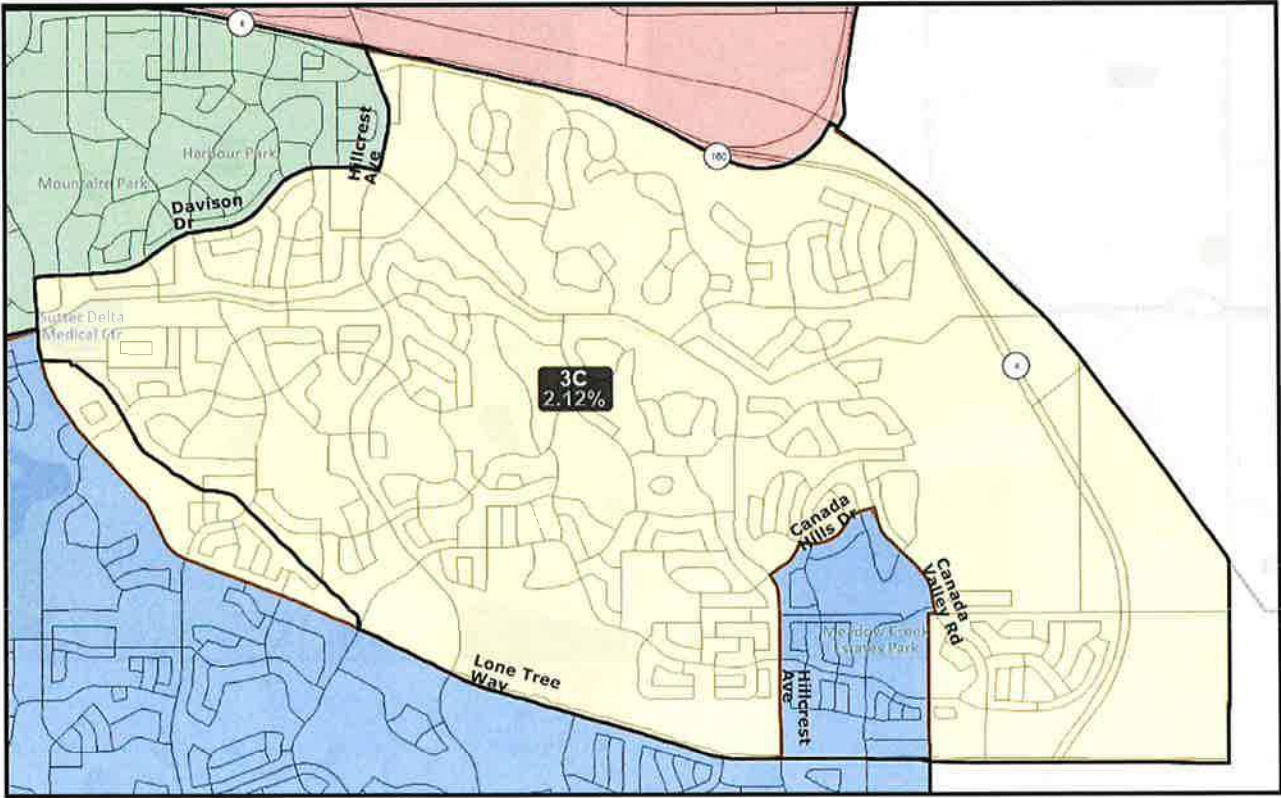 4
Hillcrest
Ave
Harbour Park
160
Mountaire Park
Davison
Dr
Sutter Delta
Medical Ctr
4
3C
2.12%
Canada
Hills Dr
Canada
Valley Rd
Meadow Creek
Estates Park
Lone Tree
Way
Hillcrest
Ave